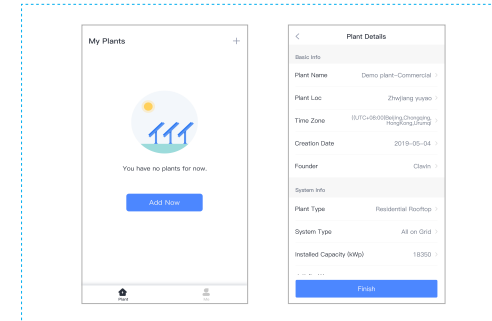 My Plants
+
You have no plants for now.
Add Now
Plant
Me
Plant Details
Basic Info
Plant Name Demo plant-Commercial
Plant Loc Zhwjiang yuyao
Time Zone (UTC+08:00)Beijing,Chongqing,
HongKong,Urumqi
Creation Date 2019-05-04
Founder Clavin
System Info
Plant Type Residential Rooftop
System Type All on Grid
Installed Capacity (kWp) 18350
Finish